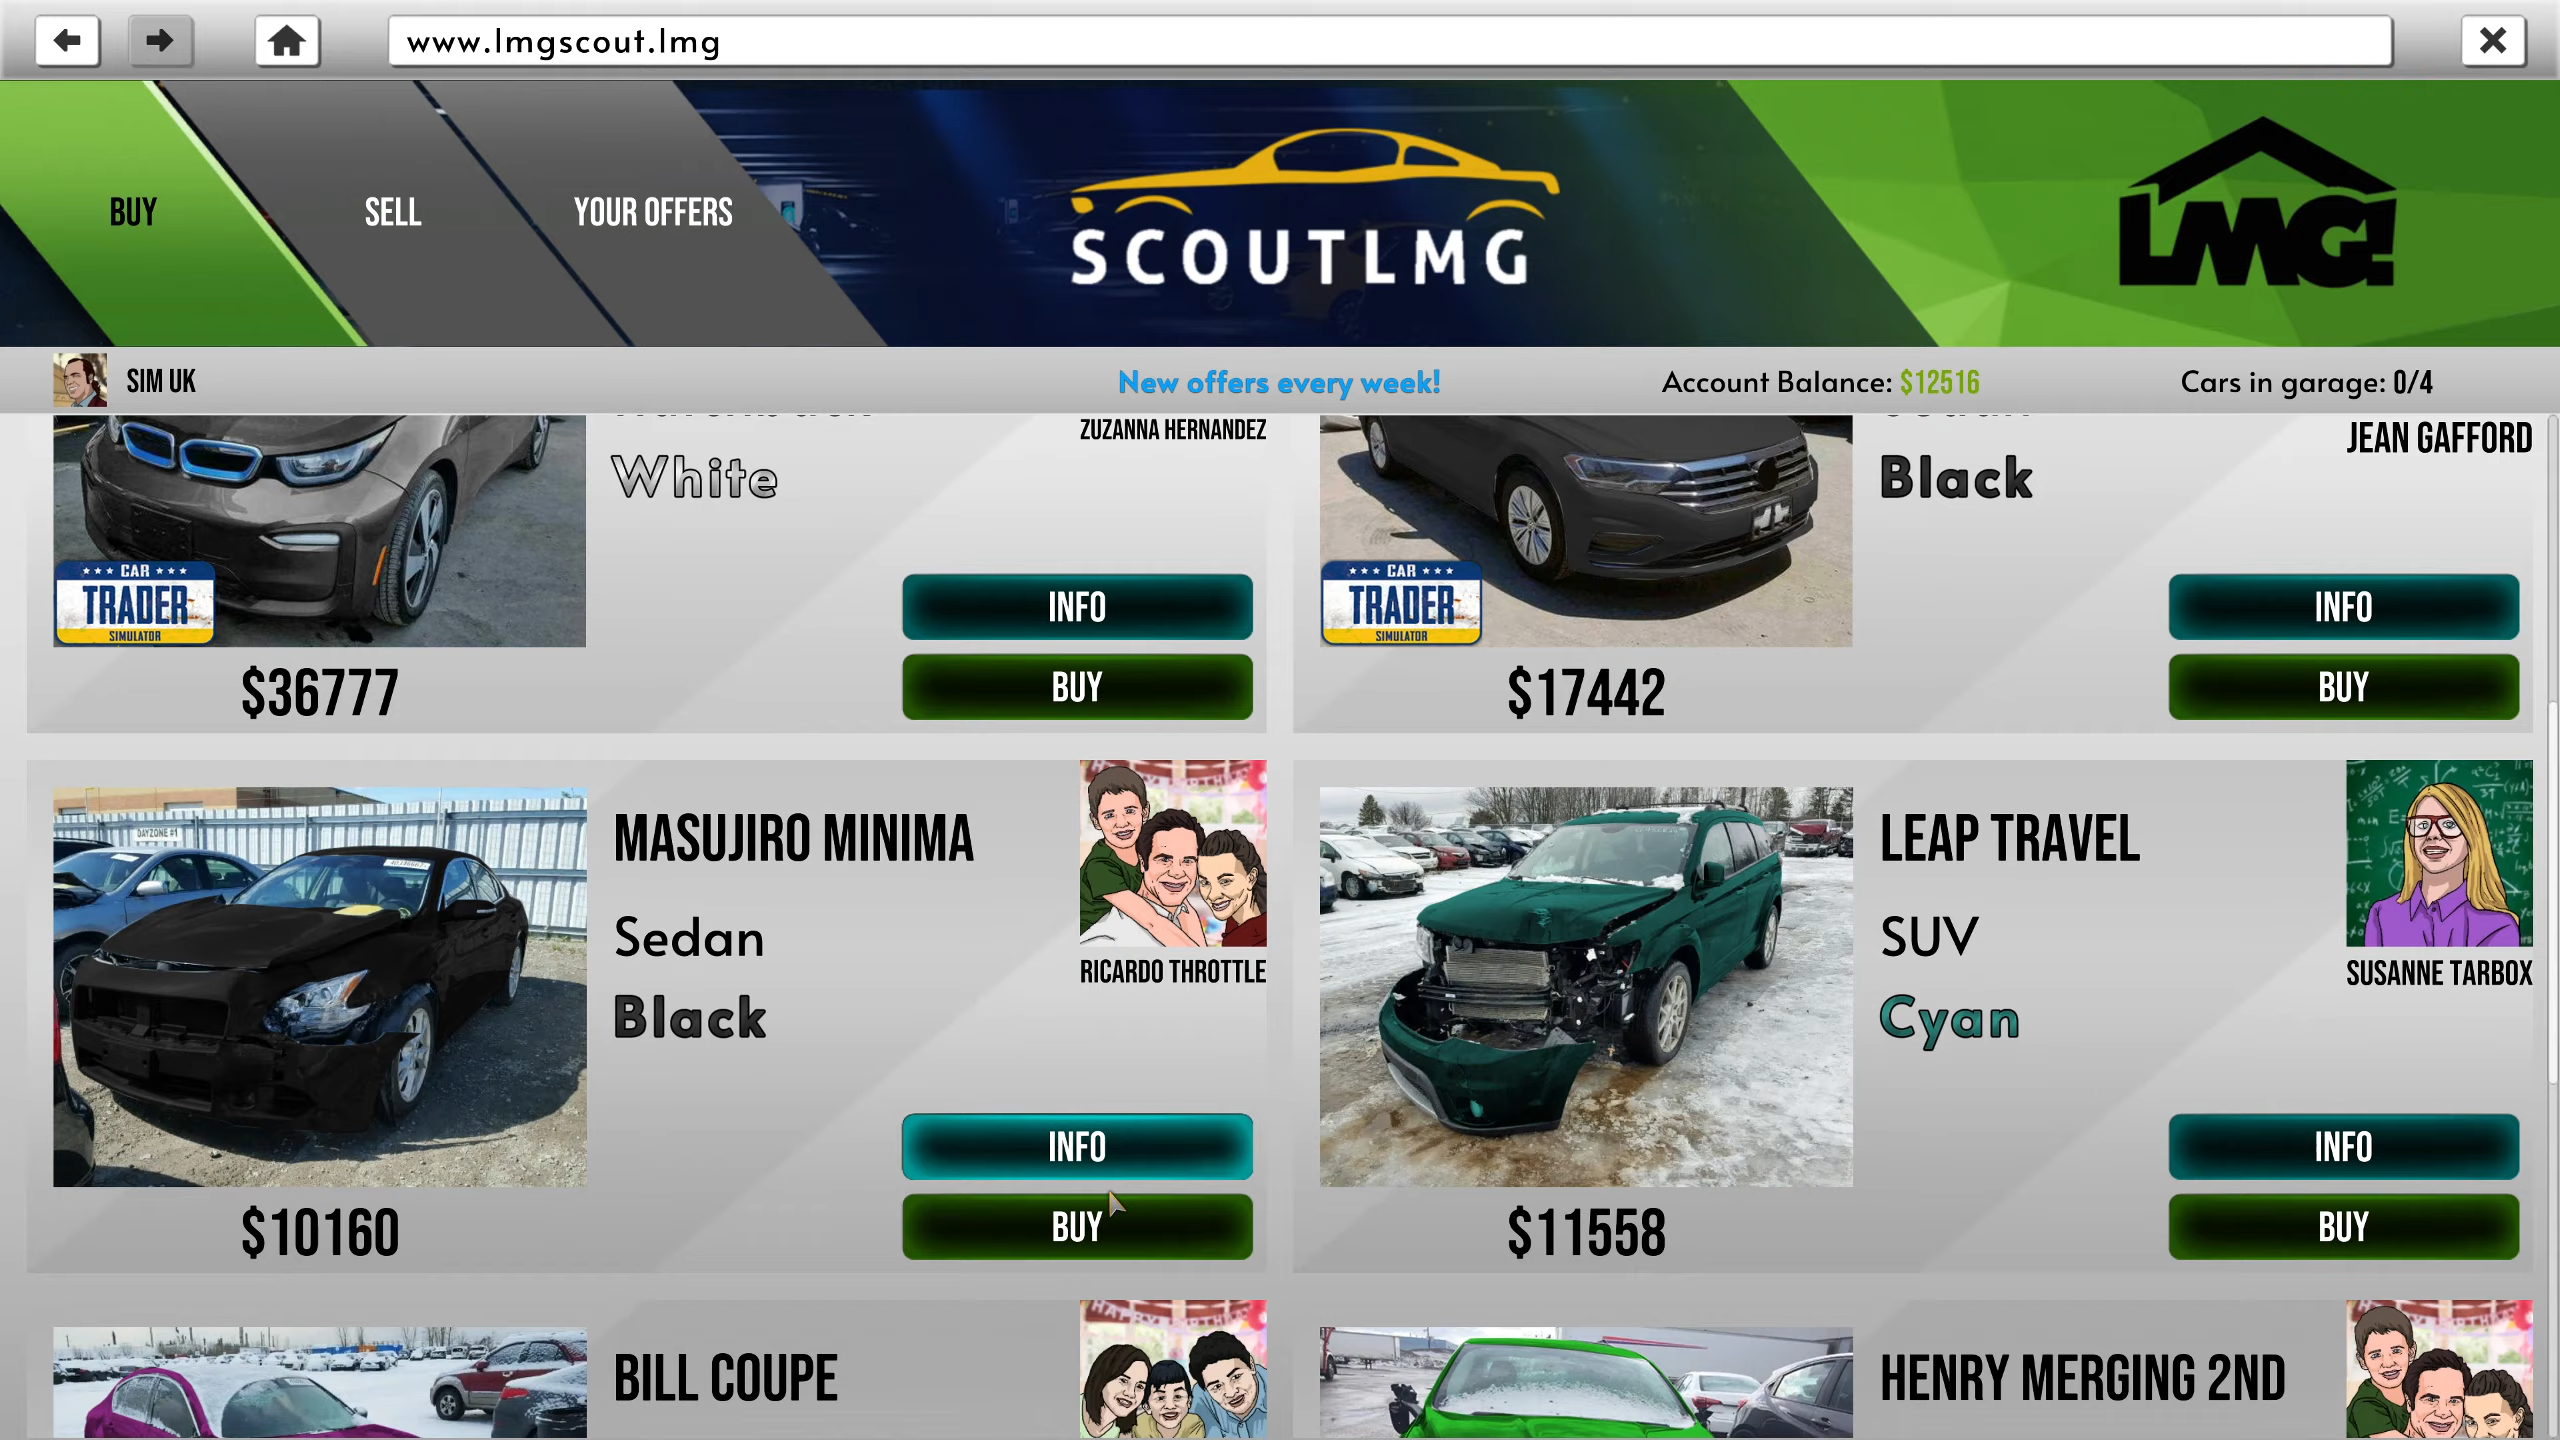 www.lmgscout.lmg
BUY
SELL
YOUR OFFERS
SCOUTLMG
LMG!
SIM UK
New offers every week!
Account Balance: $12516
Cars in garage: 0/4
ZUZANNA HERNANDEZ
White
CAR
TRADER
SIMULATOR
INFO
BUY
$36777
JEAN GAFFORD
Black
CAR
TRADER
SIMULATOR
INFO
BUY
$17442
DAYZONE #1
MASUJIRO MINIMA
Sedan
Black
RICARDO THROTTLE
INFO
BUY
$10160
LEAP TRAVEL
SUV
Cyan
SUSANNE TARBOX
INFO
BUY
$11558
BILL COUPE
HENRY MERGING 2ND